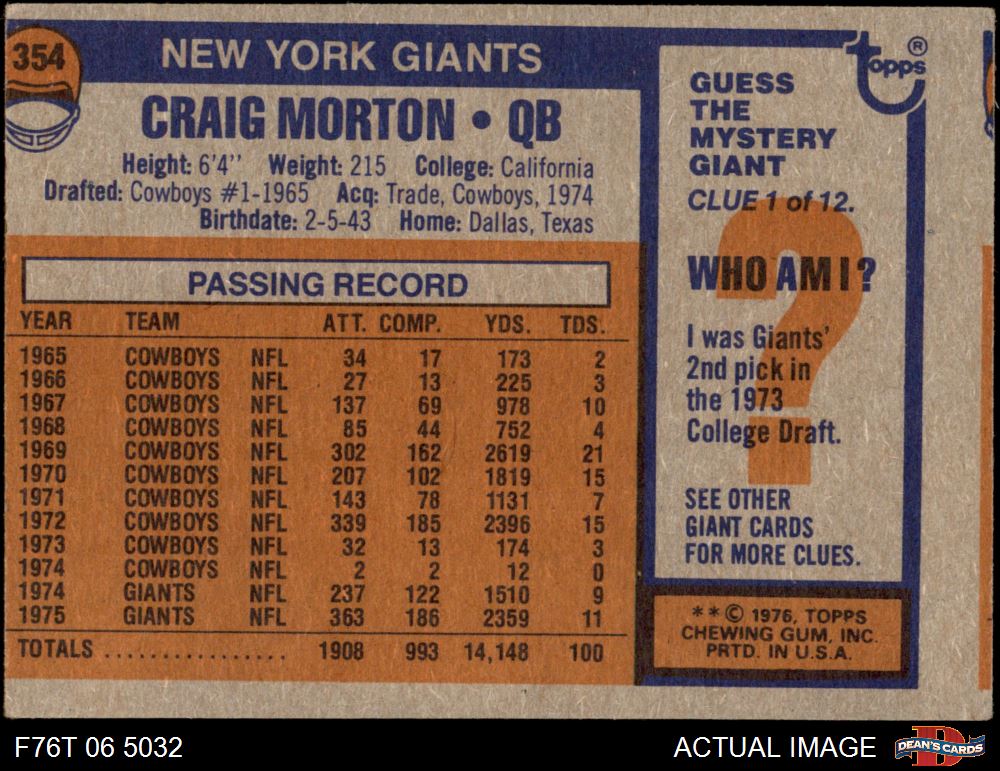 354
NEW YORK GIANTS
CRAIG MORTON • QB
Height: 6'4'' Weight: 215 College: California
Drafted: Cowboys #1-1965 Acq: Trade, Cowboys, 1974
Birthdate: 2-5-43 Home: Dallas, Texas
PASSING RECORD
YEAR TEAM ATT. COMP. YDS. TDS.
1965 COWBOYS NFL 34 17 173 2
1966 COWBOYS NFL 27 13 225 3
1967 COWBOYS NFL 137 69 978 10
1968 COWBOYS NFL 85 44 752 4
1969 COWBOYS NFL 302 162 2619 21
1970 COWBOYS NFL 207 102 1819 15
1971 COWBOYS NFL 143 78 1131 7
1972 COWBOYS NFL 339 185 2396 15
1973 COWBOYS NFL 32 13 174 3
1974 COWBOYS NFL 2 2 12 0
1974 GIANTS NFL 237 122 1510 9
1975 GIANTS NFL 363 186 2359 11
TOTALS ................. 1908 993 14,148 100
topps ®
GUESS
THE
MYSTERY
GIANT
CLUE 1 of 12.
?
WHO AM I?
I was Giants'
2nd pick in
the 1973
College Draft.
SEE OTHER
GIANT CARDS
FOR MORE CLUES.
**© 1976, TOPPS
CHEWING GUM, INC.
PRTD. IN U.S.A.
F76T 06 5032
ACTUAL IMAGE
D
DEAN'S CARDS